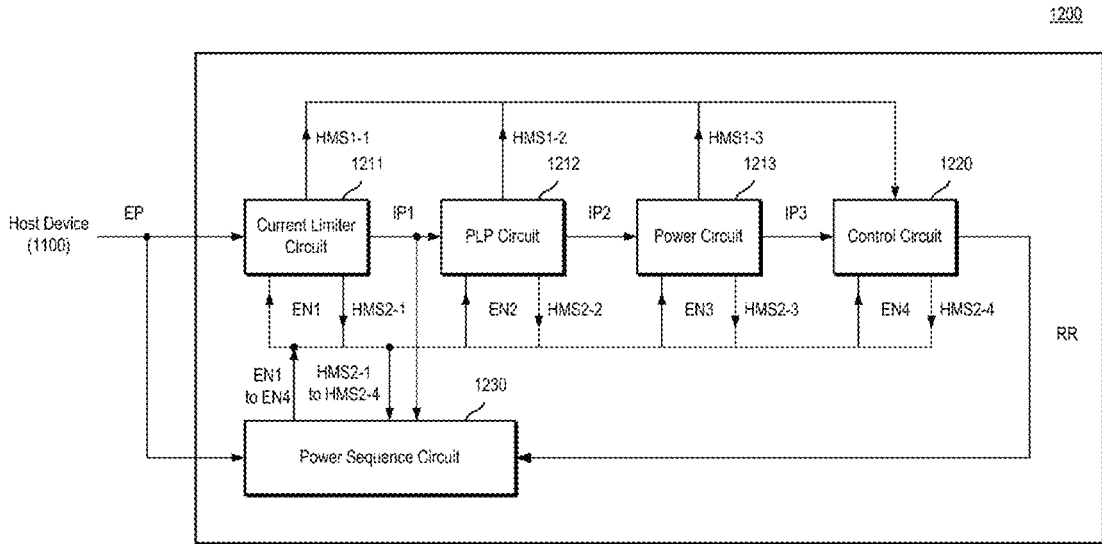 1200
HMS1-1
HMS1-2
HMS1-3
1211
1212
1213
1220
Host Device
(1100)
EP
Current Limiter
Circuit
IP1
PLP Circuit
IP2
Power Circuit
IP3
Control Circuit
EN1
HMS2-1
EN2
HMS2-2
EN3
HMS2-3
EN4
HMS2-4
RR
EN1
to EN4
HMS2-1
to HMS2-4
1230
Power Sequence Circuit